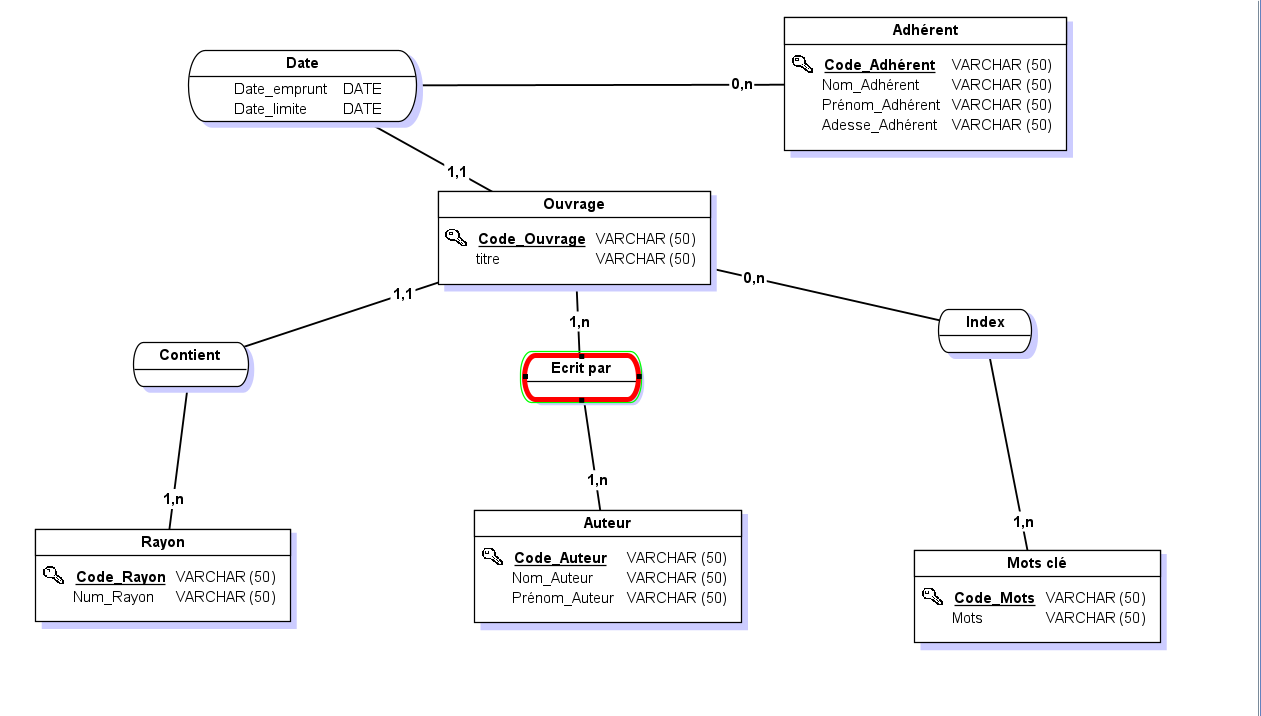 Adhérent
Code_Adhérent VARCHAR (50)
Nom_Adhérent VARCHAR (50)
Prénom_Adhérent VARCHAR (50)
Adesse_Adhérent VARCHAR (50)
Date
Date_emprunt DATE
Date_limite DATE
0,n
1,1
Ouvrage
Code_Ouvrage VARCHAR (50)
titre VARCHAR (50)
1,1
1,n
0,n
Contient
Ecrit par
Index
1,n
1,n
1,n
Rayon
Code_Rayon VARCHAR (50)
Num_Rayon VARCHAR (50)
Auteur
Code_Auteur VARCHAR (50)
Nom_Auteur VARCHAR (50)
Prénom_Auteur VARCHAR (50)
Mots clé
Code_Mots VARCHAR (50)
Mots VARCHAR (50)